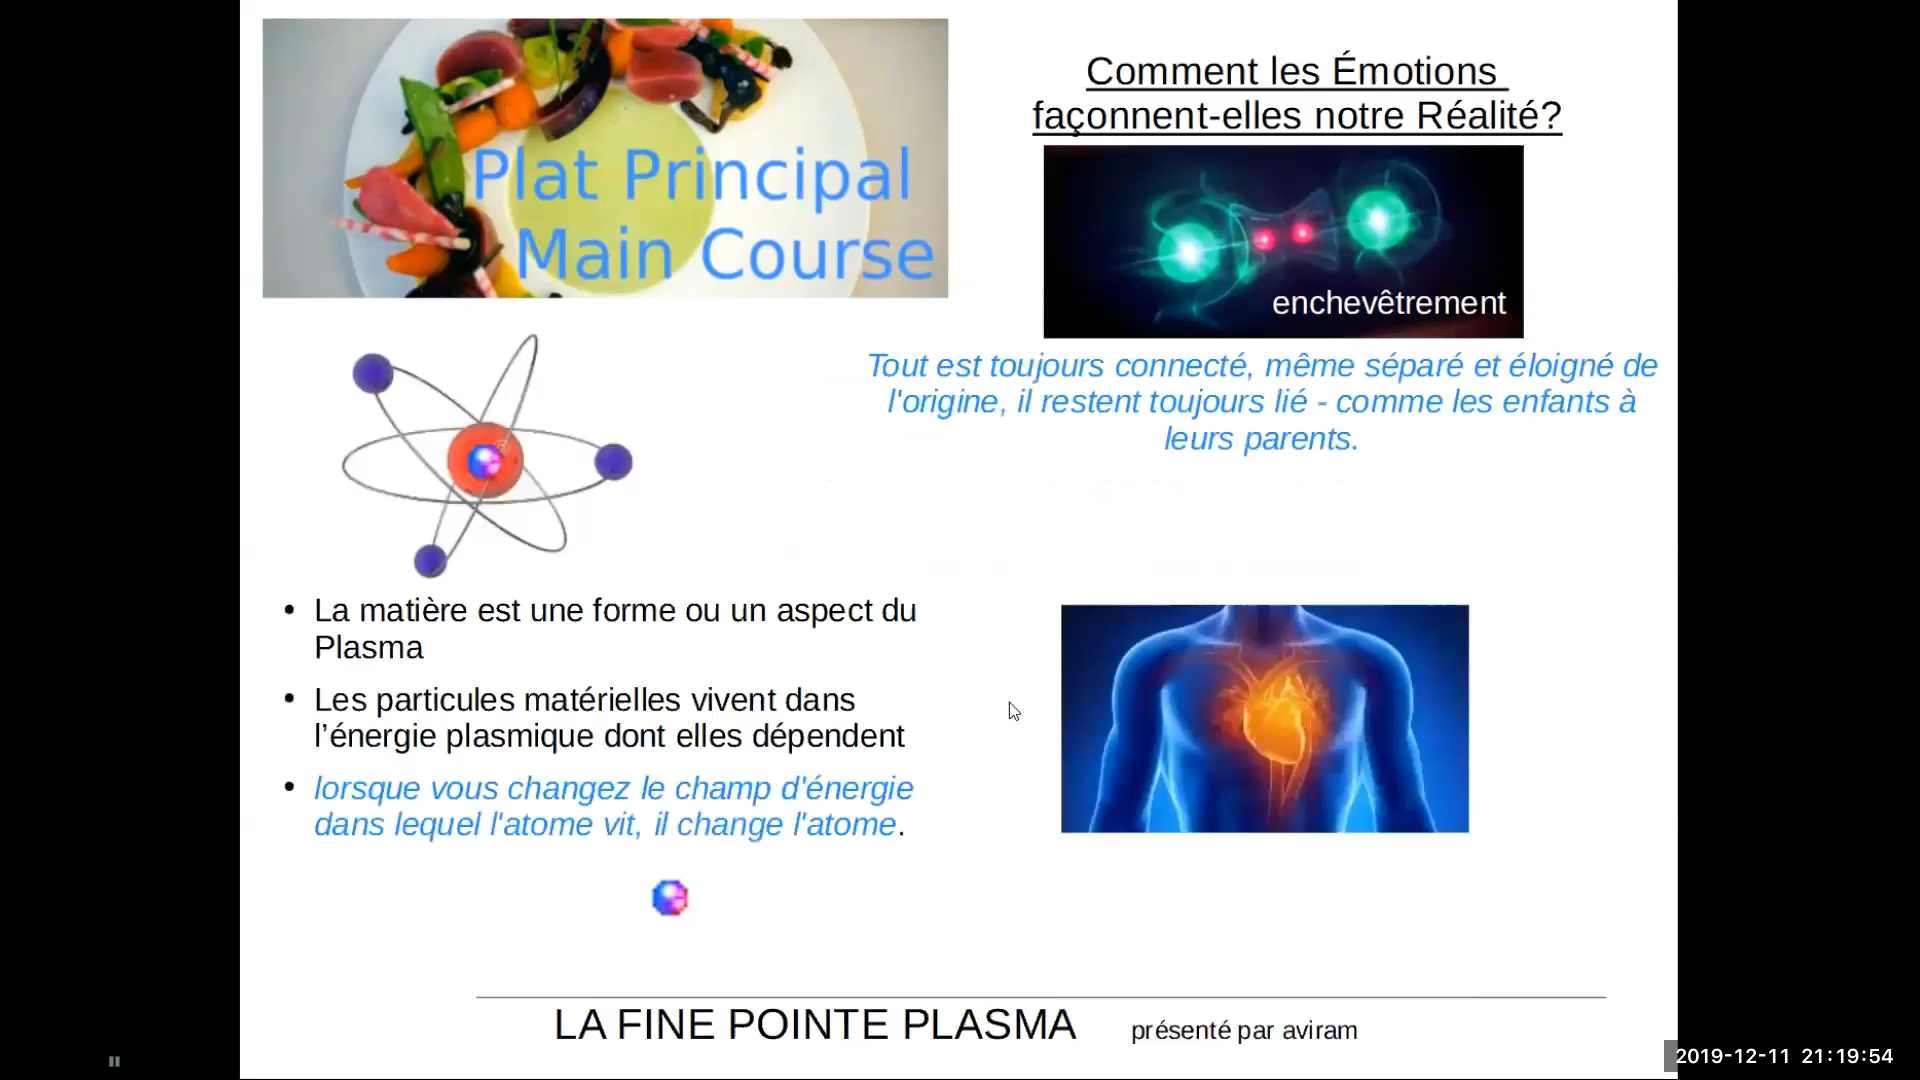 Plat Principal
Main Course
Comment les Émotions
façonnent-elles notre Réalité?
enchevêtrement
Tout est toujours connecté, même séparé et éloigné de
l'origine, il restent toujours lié - comme les enfants à
leurs parents.
• La matière est une forme ou un aspect du
Plasma
• Les particules matérielles vivent dans
l’énergie plasmique dont elles dépendent
• lorsque vous changez le champ d'énergie
dans lequel l'atome vit, il change l'atome.
LA FINE POINTE PLASMA présenté par aviram
2019-12-11 21:19:54